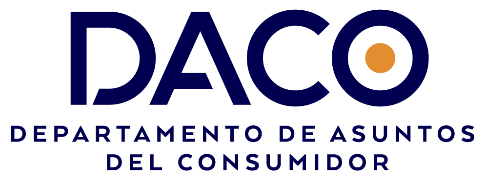 DACO
DEPARTAMENTO DE ASUNTOS
DEL CONSUMIDOR